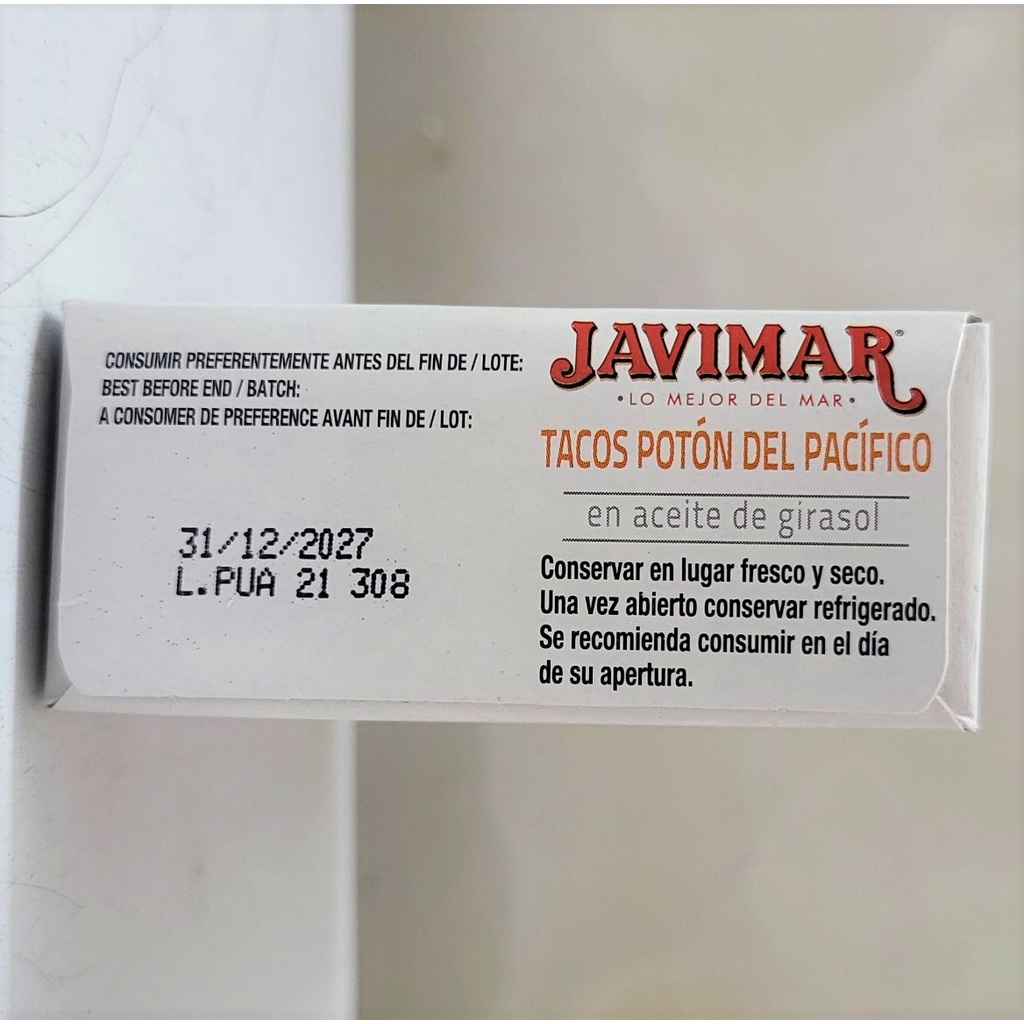 CONSUMIR PREFERENTEMENTE ANTES DEL FIN DE / LOTE:
BEST BEFORE END / BATCH:
A CONSOMER DE PREFERENCE AVANT FIN DE / LOT:
31/12/2027
L.PUA 21 308
JAVIMAR®
•LO MEJOR DEL MAR•
TACOS POTÓN DEL PACÍFICO
en aceite de girasol
Conservar en lugar fresco y seco.
Una vez abierto conservar refrigerado.
Se recomienda consumir en el día
de su apertura.